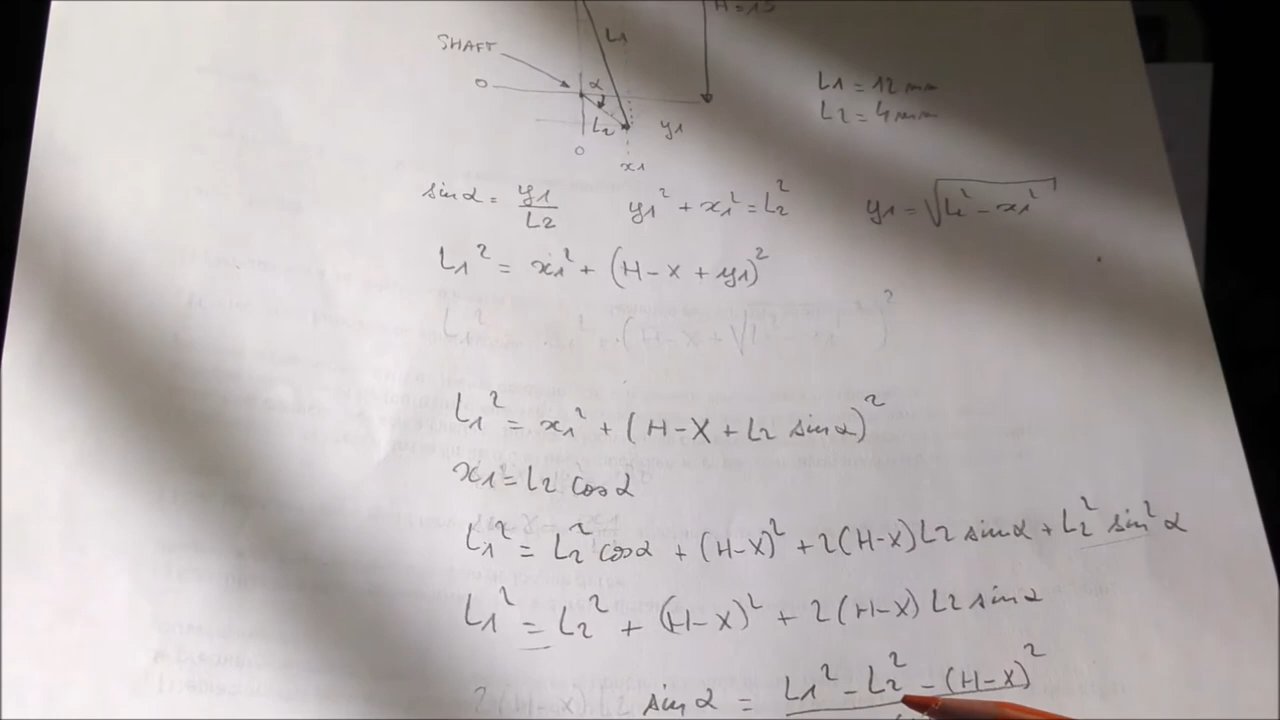 H = 15
L1
SHAFT
0
α
L2
y1
0
x1
L1 = 12 mm
L2 = 4 mm
sin α = y1/L2    y1² + x1² = L2²    y1 = √(L2² - x1²)
L1² = x1² + (H - X + y1)²
L1² = x1² + (H - X + L2 sin α)²
x1 = L2 cos α
L1² = L2² cos α + (H-X)² + 2(H-X) L2 sin α + L2² sin² α
L1² = L2² + (H-X)² + 2(H-X) L2 sin α
sin α = L1² - L2² - (H-X)²